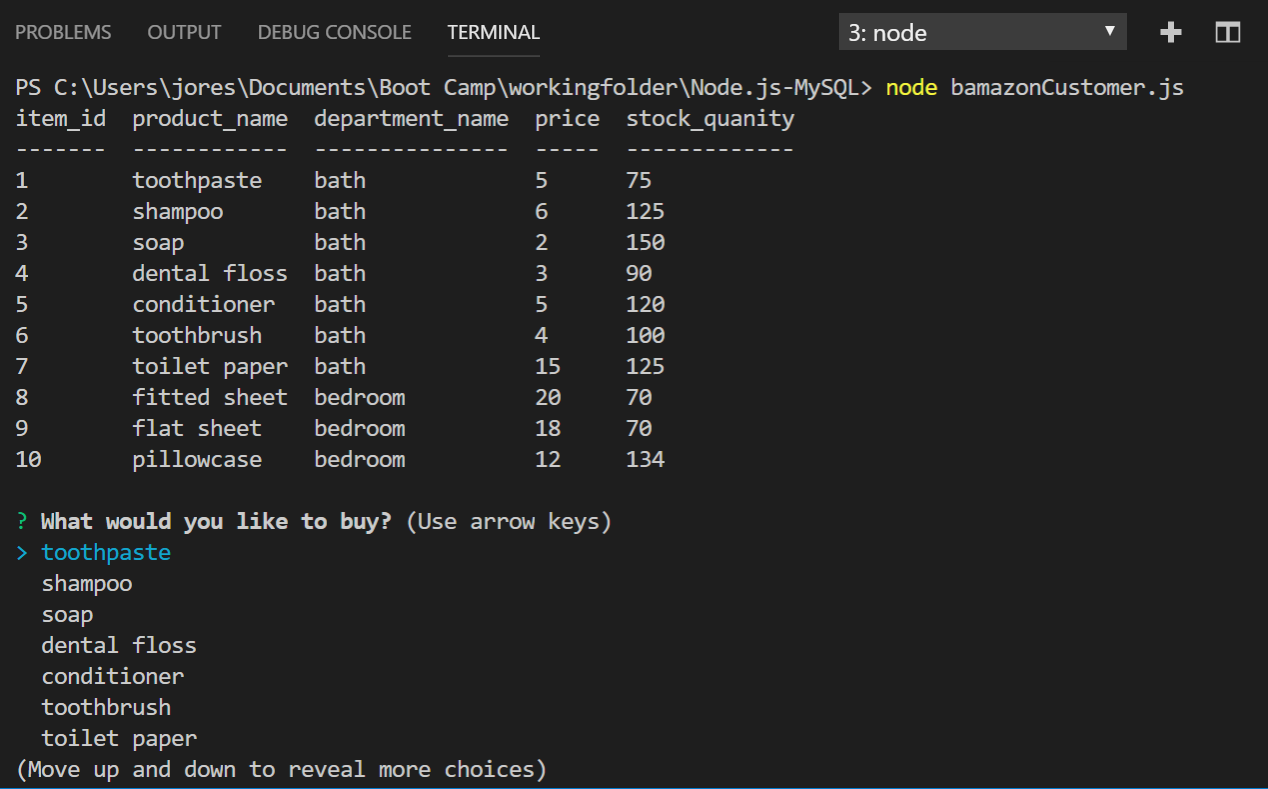 PROBLEMS OUTPUT DEBUG CONSOLE TERMINAL 3: node
PS C:\Users\jores\Documents\Boot Camp\workingfolder\Node.js-MySQL> node bamazonCustomer.js
item_id  product_name  department_name  price  stock_quanity
-------  ------------  ---------------  -----  -------------
1        toothpaste    bath             5      75
2        shampoo       bath             6      125
3        soap          bath             2      150
4        dental floss  bath             3      90
5        conditioner   bath             5      120
6        toothbrush    bath             4      100
7        toilet paper  bath             15     125
8        fitted sheet  bedroom          20     70
9        flat sheet    bedroom          18     70
10       pillowcase    bedroom          12     134
? What would you like to buy? (Use arrow keys)
> toothpaste
  shampoo
  soap
  dental floss
  conditioner
  toothbrush
  toilet paper
(Move up and down to reveal more choices)